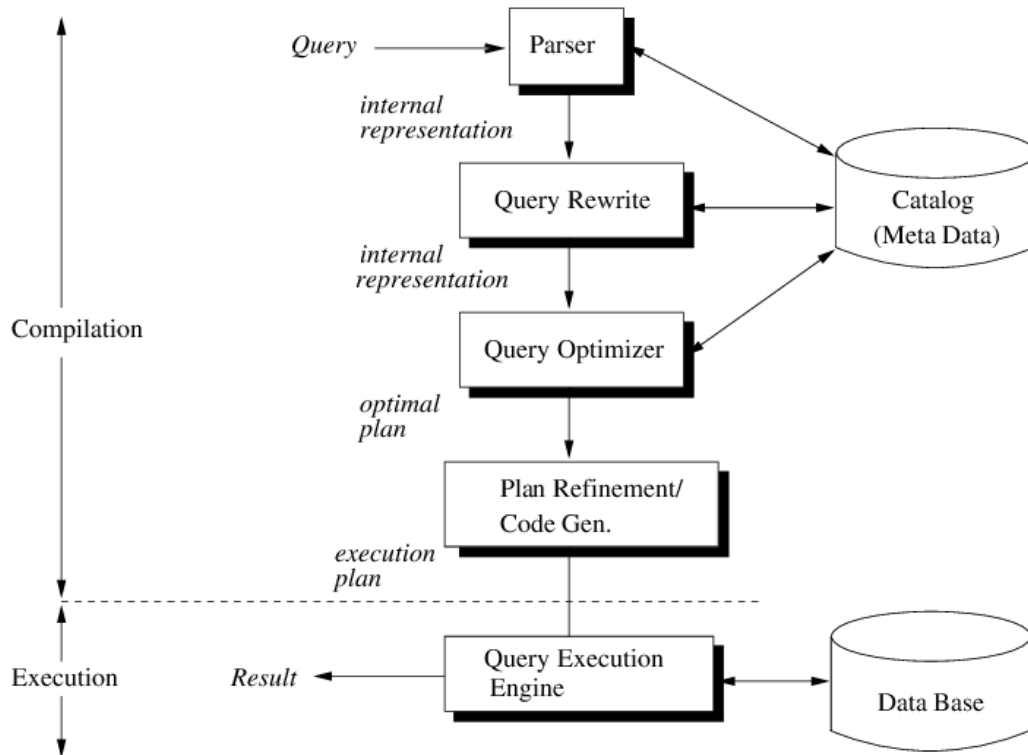 Query
Parser
internal
representation
Query Rewrite
Catalog
(Meta Data)
internal
representation
Compilation
Query Optimizer
optimal
plan
Plan Refinement/
Code Gen.
execution
plan
Query Execution
Engine
Execution
Result
Data Base